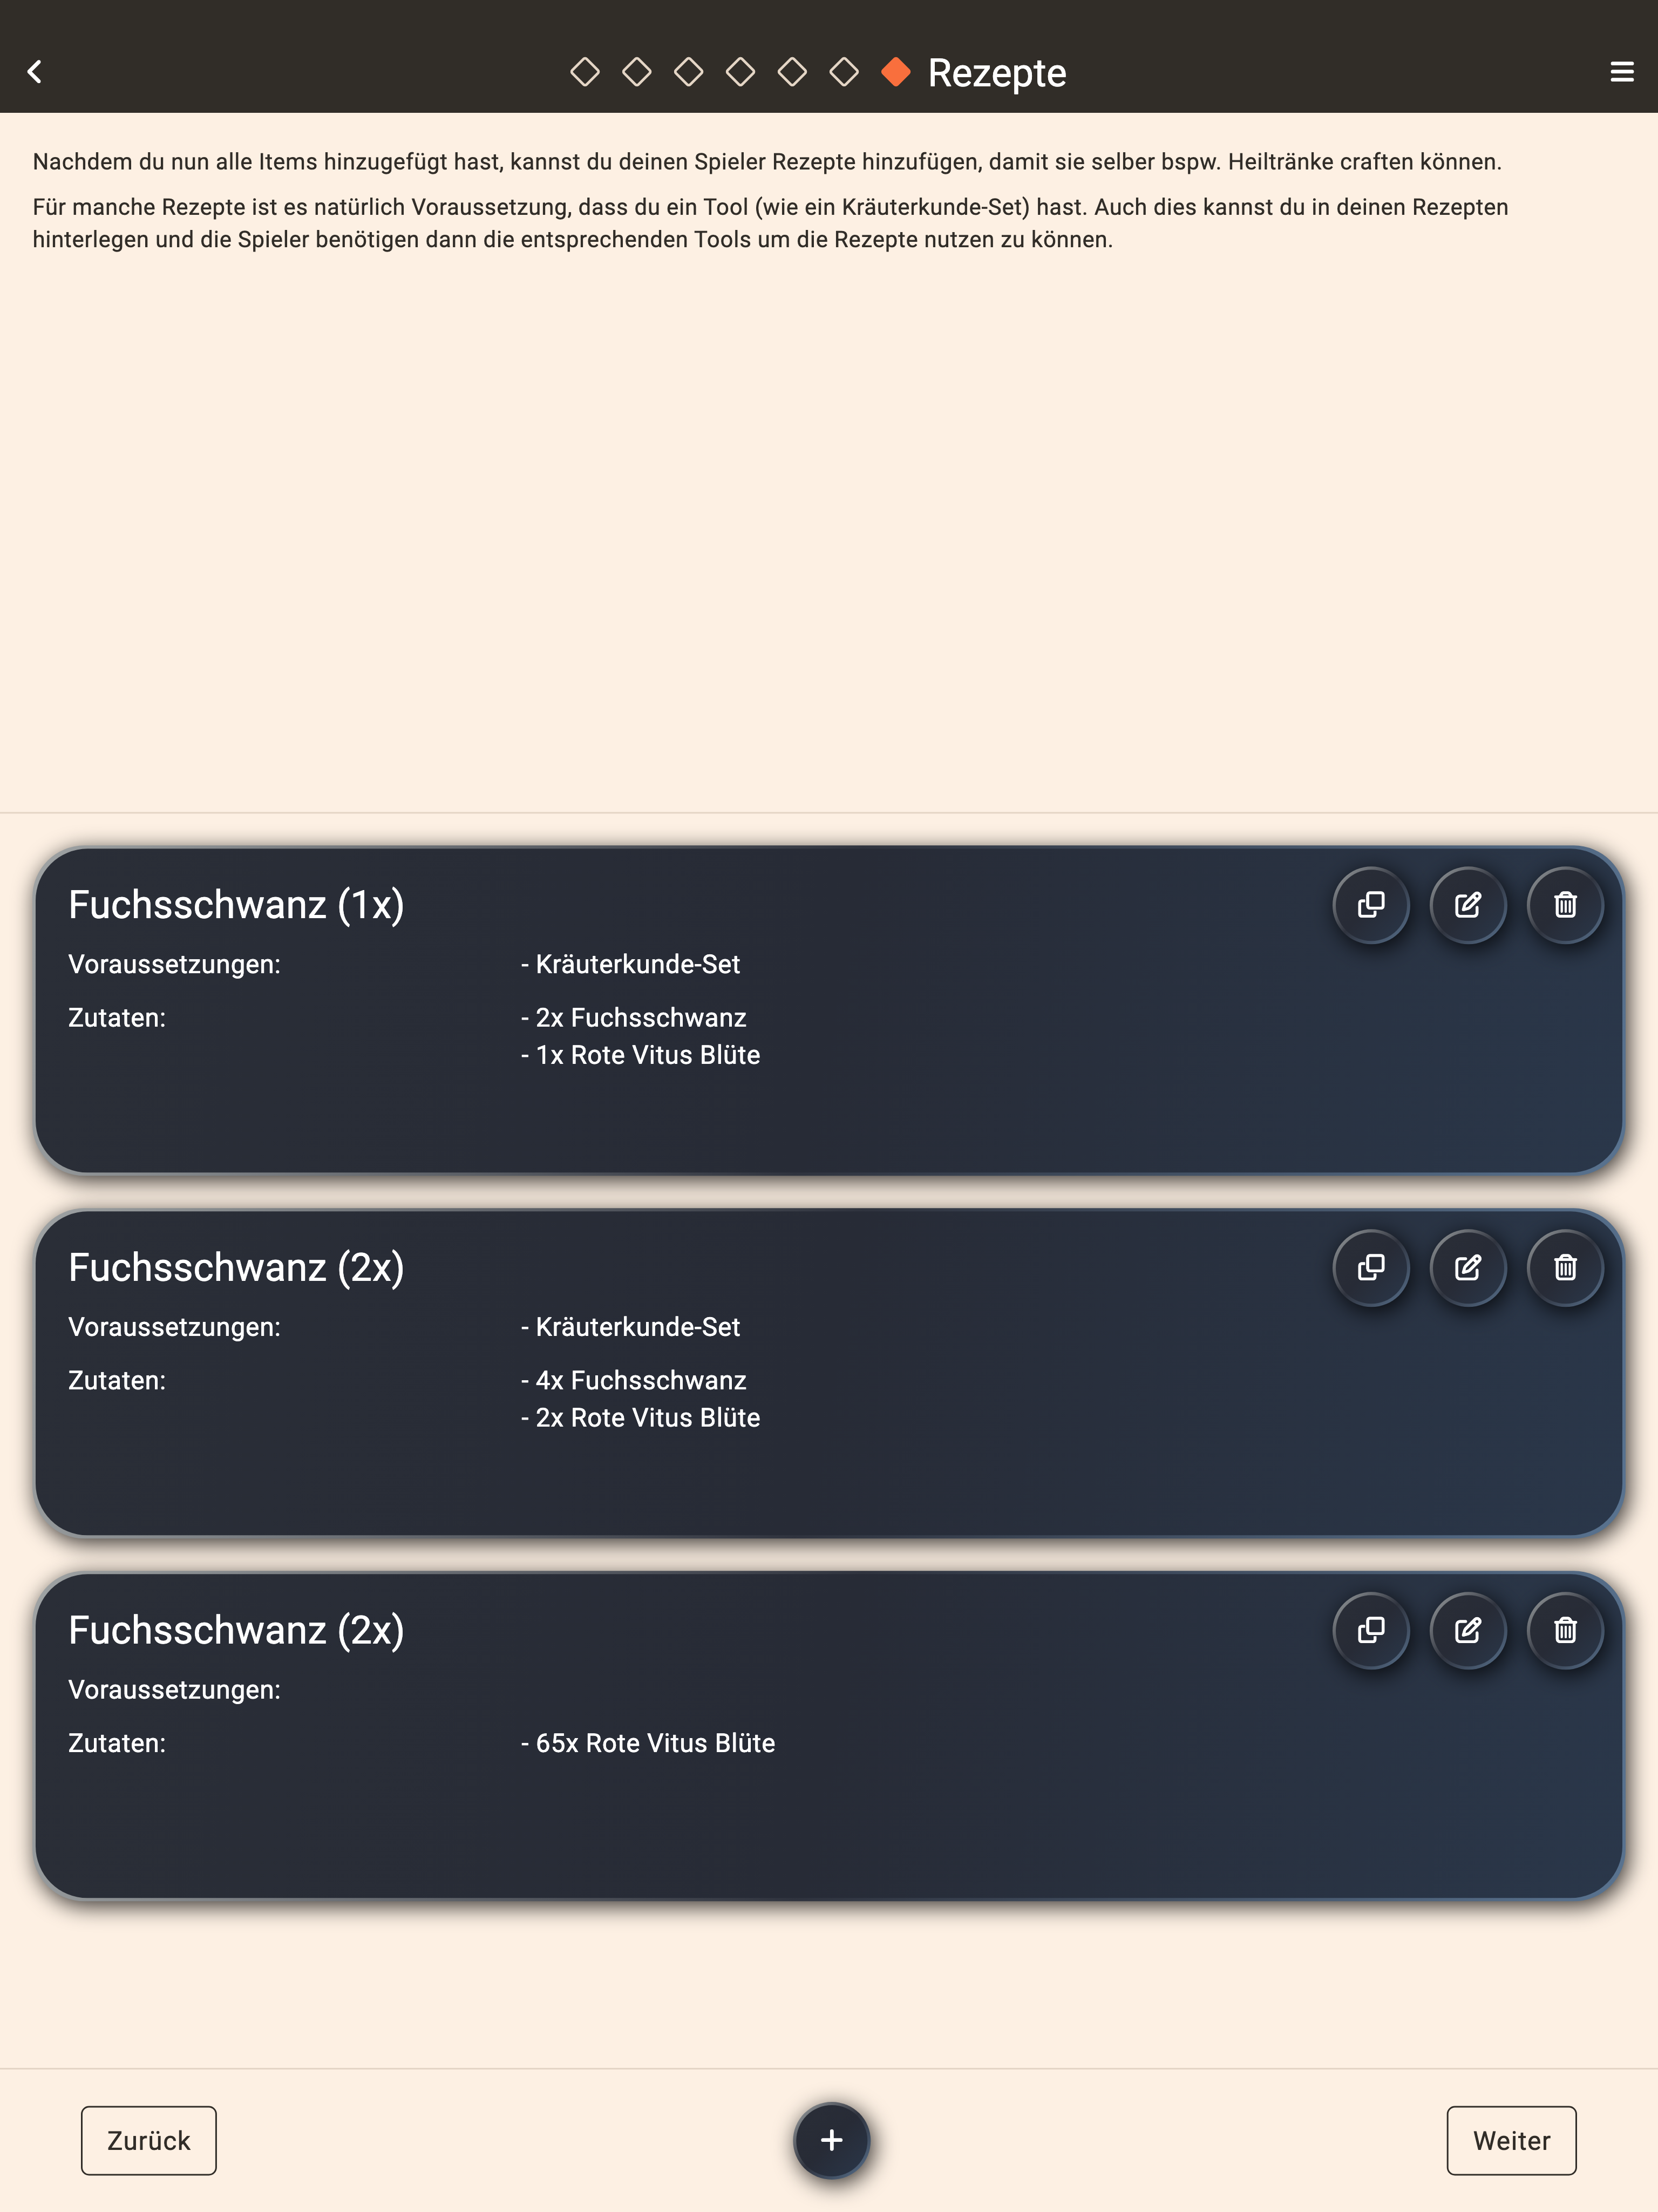 Rezepte
Nachdem du nun alle Items hinzugefügt hast, kannst du deinen Spieler Rezepte hinzufügen, damit sie selber bspw. Heiltränke craften können.
Für manche Rezepte ist es natürlich Voraussetzung, dass du ein Tool (wie ein Kräuterkunde-Set) hast. Auch dies kannst du in deinen Rezepten
hinterlegen und die Spieler benötigen dann die entsprechenden Tools um die Rezepte nutzen zu können.
Fuchsschwanz (1x)
Voraussetzungen: - Kräuterkunde-Set
Zutaten: - 2x Fuchsschwanz
- 1x Rote Vitus Blüte
Fuchsschwanz (2x)
Voraussetzungen: - Kräuterkunde-Set
Zutaten: - 4x Fuchsschwanz
- 2x Rote Vitus Blüte
Fuchsschwanz (2x)
Voraussetzungen:
Zutaten: - 65x Rote Vitus Blüte
Zurück + Weiter